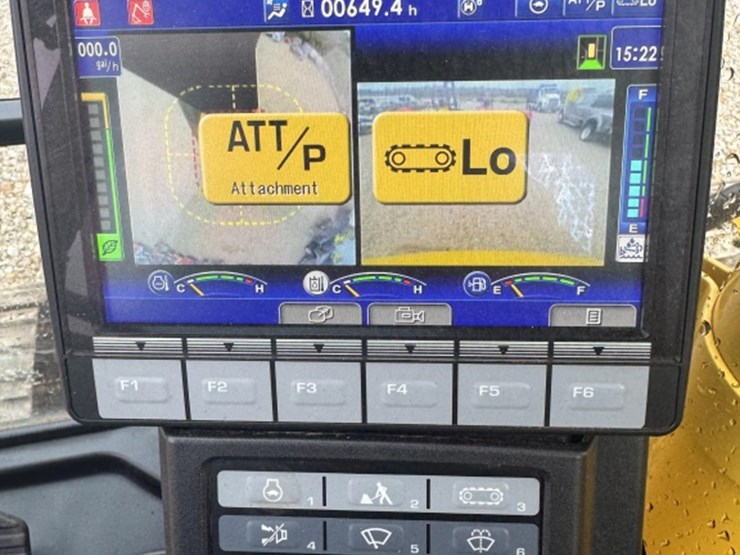 00649.4 h
ATT/P Lo
000.0
gal/h
15:22
ATT/P
Attachment
Lo
F
E
C H
C H
E F
F1 F2 F3 F4 F5 F6
1 2 3
4 5 6